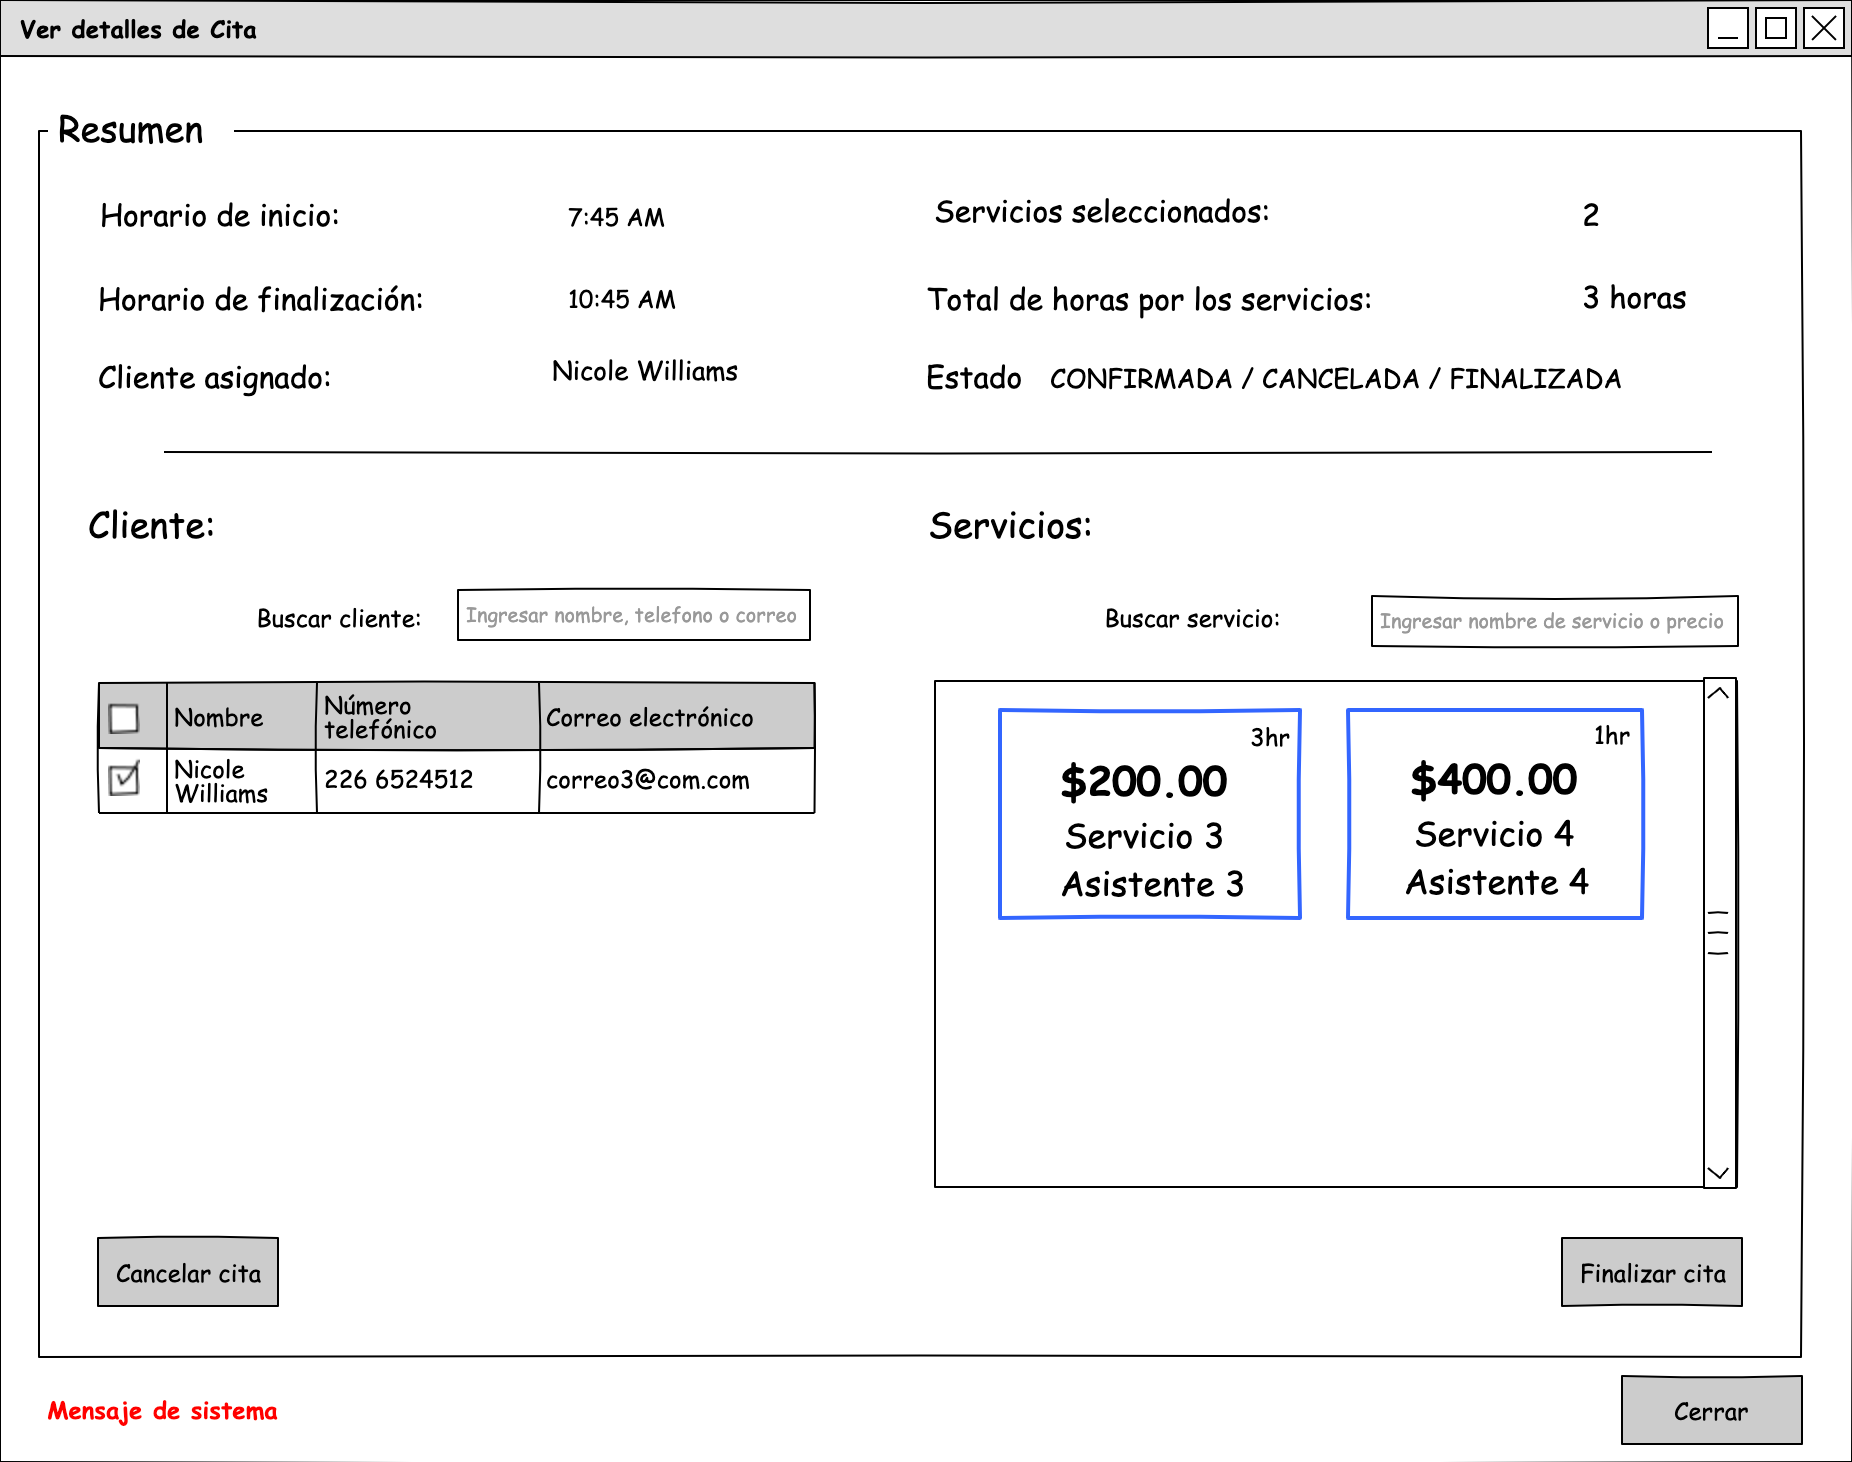 Ver detalles de Cita
Resumen
Horario de inicio: 7:45 AM
Servicios seleccionados: 2
Horario de finalización: 10:45 AM
Total de horas por los servicios: 3 horas
Cliente asignado: Nicole Williams
Estado CONFIRMADA / CANCELADA / FINALIZADA
Cliente:
Buscar cliente: Ingresar nombre, telefono o correo
Nombre
Número
telefónico
Correo electrónico
Nicole
Williams
226 6524512
correo3@com.com
Servicios:
Buscar servicio: Ingresar nombre de servicio o precio
3hr
$200.00
Servicio 3
Asistente 3
1hr
$400.00
Servicio 4
Asistente 4
Cancelar cita
Finalizar cita
Mensaje de sistema
Cerrar